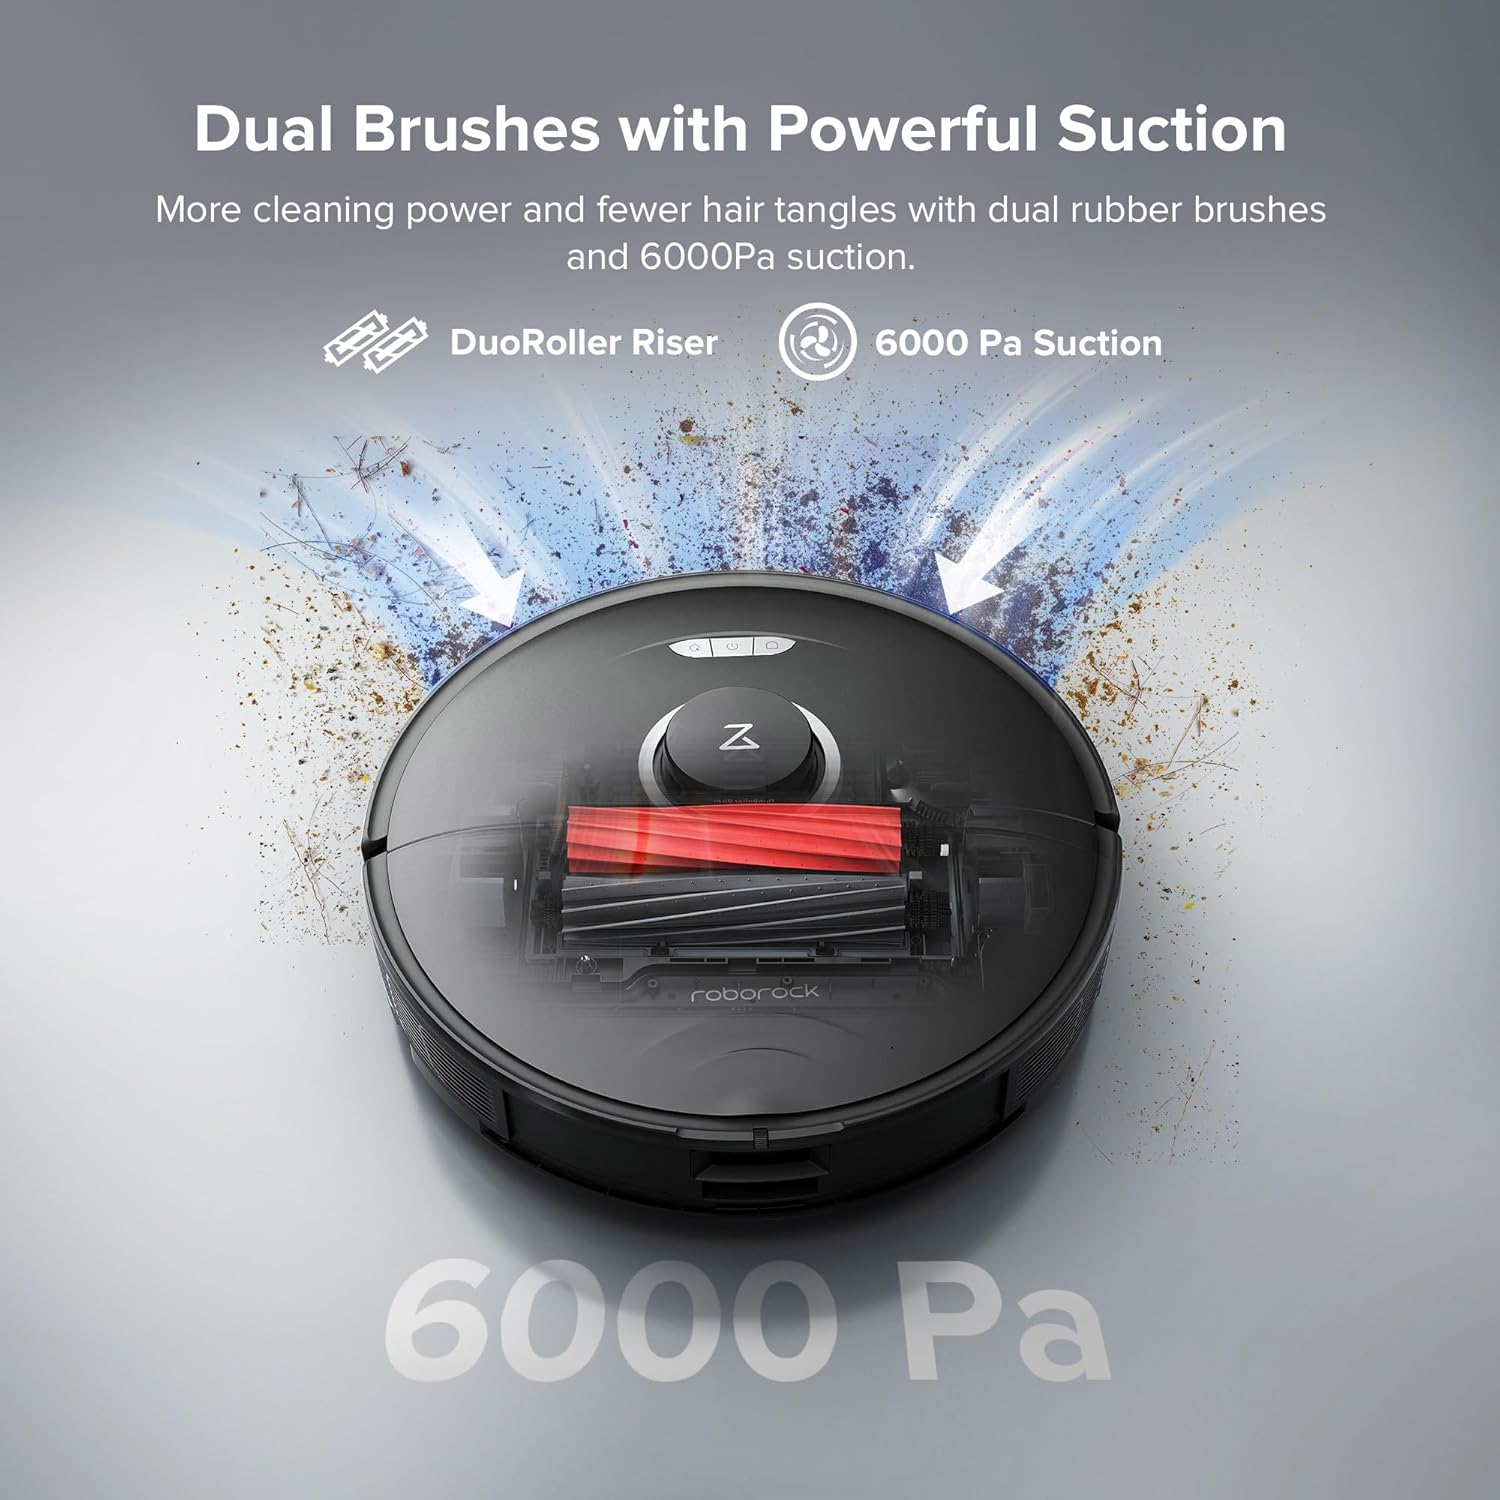 Dual Brushes with Powerful Suction
More cleaning power and fewer hair tangles with dual rubber brushes
and 6000Pa suction.
DuoRoller Riser
6000 Pa Suction
roborock
6000 Pa